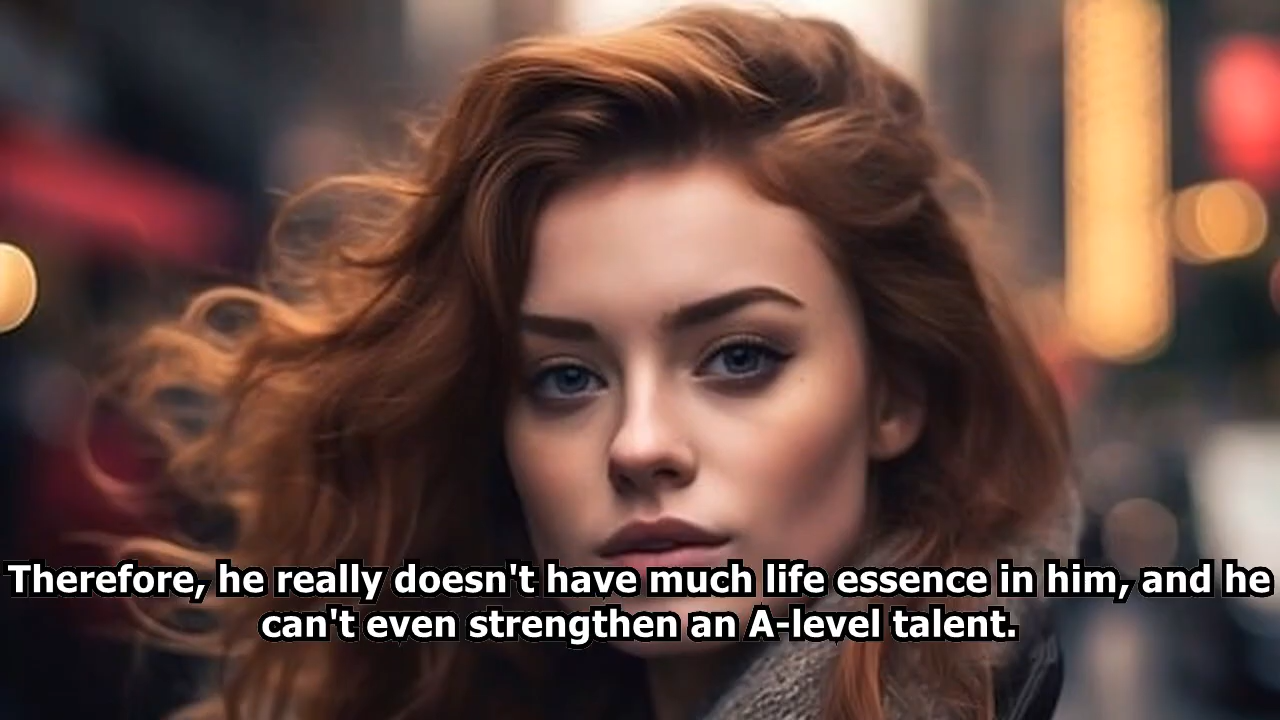 Therefore, he really doesn't have much life essence in him, and he
can't even strengthen an A-level talent.